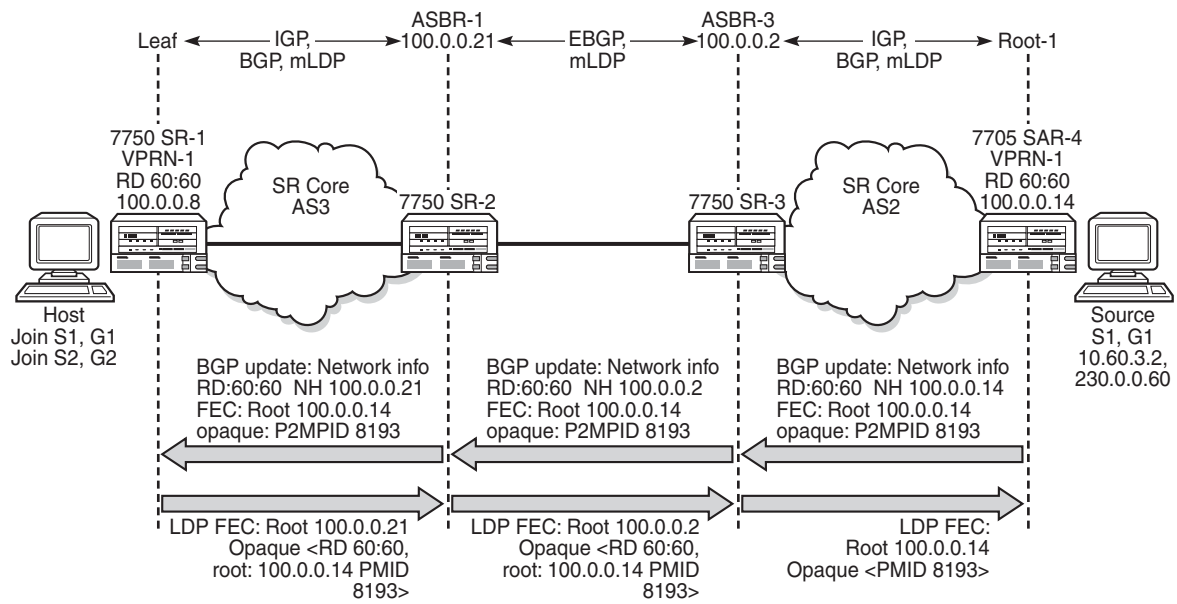 Leaf
IGP,
BGP, mLDP
ASBR-1
100.0.0.21
EBGP,
mLDP
ASBR-3
100.0.0.2
IGP,
BGP, mLDP
Root-1
7750 SR-1
VPRN-1
RD 60:60
100.0.0.8
SR Core
AS3
7750 SR-2
7750 SR-3
SR Core
AS2
7705 SAR-4
VPRN-1
RD 60:60
100.0.0.14
Host
Join S1, G1
Join S2, G2
Source
S1, G1
10.60.3.2,
230.0.0.60
BGP update: Network info
RD:60:60 NH 100.0.0.21
FEC: Root 100.0.0.14
opaque: P2MPID 8193
BGP update: Network info
RD:60:60 NH 100.0.0.2
FEC: Root 100.0.0.14
opaque: P2MPID 8193
BGP update: Network info
RD:60:60 NH 100.0.0.14
FEC: Root 100.0.0.14
opaque: P2MPID 8193
LDP FEC: Root 100.0.0.21
Opaque <RD 60:60,
root: 100.0.0.14 PMID
8193>
LDP FEC: Root 100.0.0.2
Opaque <RD 60:60,
root: 100.0.0.14 PMID
8193>
LDP FEC:
Root 100.0.0.14
Opaque <PMID 8193>